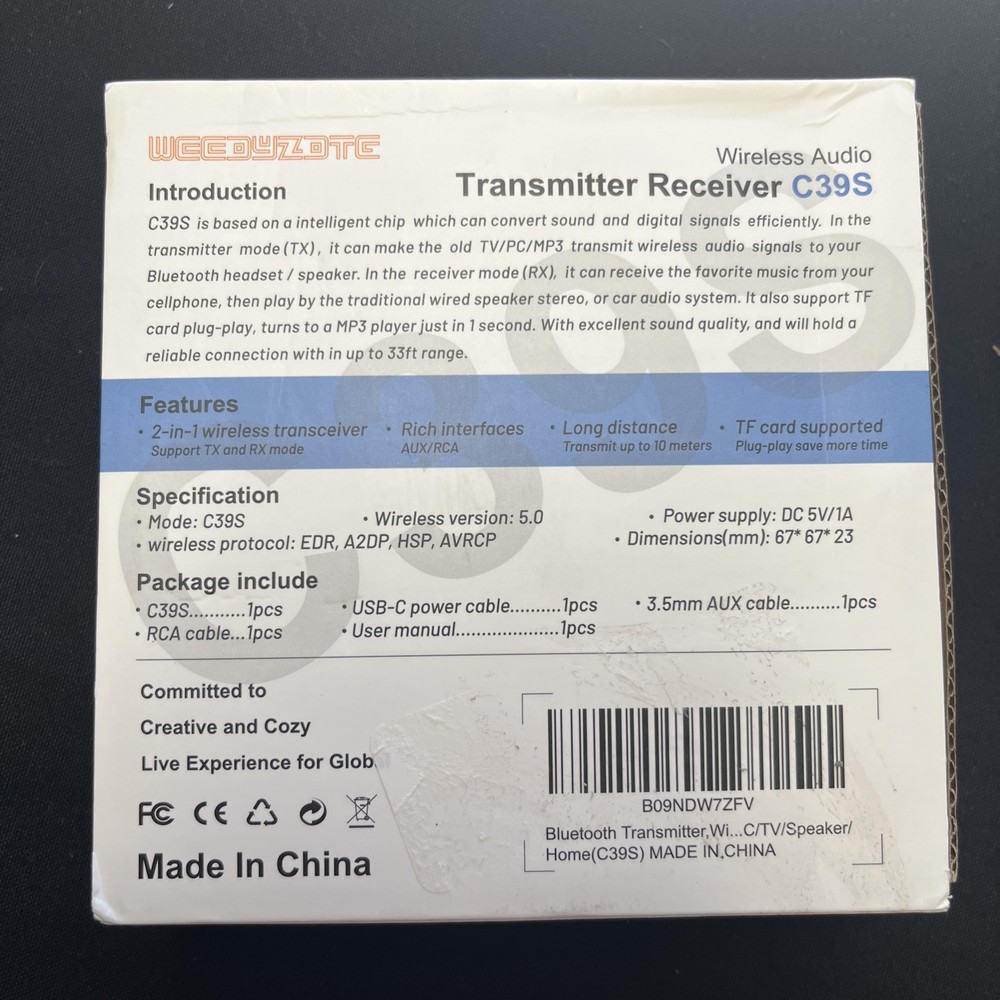 WEEDYZOTE
Wireless Audio
Transmitter Receiver C39S
Introduction
C39S is based on a intelligent chip which can convert sound and digital signals efficiently. In the
transmitter mode (TX), it can make the old TV/PC/MP3 transmit wireless audio signals to your
Bluetooth headset / speaker. In the receiver mode (RX), it can receive the favorite music from your
cellphone, then play by the traditional wired speaker stereo, or car audio system. It also support TF
card plug-play, turns to a MP3 player just in 1 second. With excellent sound quality, and will hold a
reliable connection with in up to 33ft range.
C39S
Features
• 2-in-1 wireless transceiver • Rich interfaces • Long distance • TF card supported
Support TX and RX mode AUX/RCA Transmit up to 10 meters Plug-play save more time
Specification
• Mode: C39S • Wireless version: 5.0 • Power supply: DC 5V/1A
• wireless protocol: EDR, A2DP, HSP, AVRCP • Dimensions(mm): 67* 67* 23
Package include
• C39S...........1pcs • USB-C power cable..........1pcs • 3.5mm AUX cable..........1pcs
• RCA cable...1pcs • User manual....................1pcs
Committed to
Creative and Cozy
Live Experience for Glob
FC CE
Made In China
B09NDW7ZFV
Bluetooth Transmitter,Wi...C/TV/Speaker/
Home(C39S) MADE IN CHINA